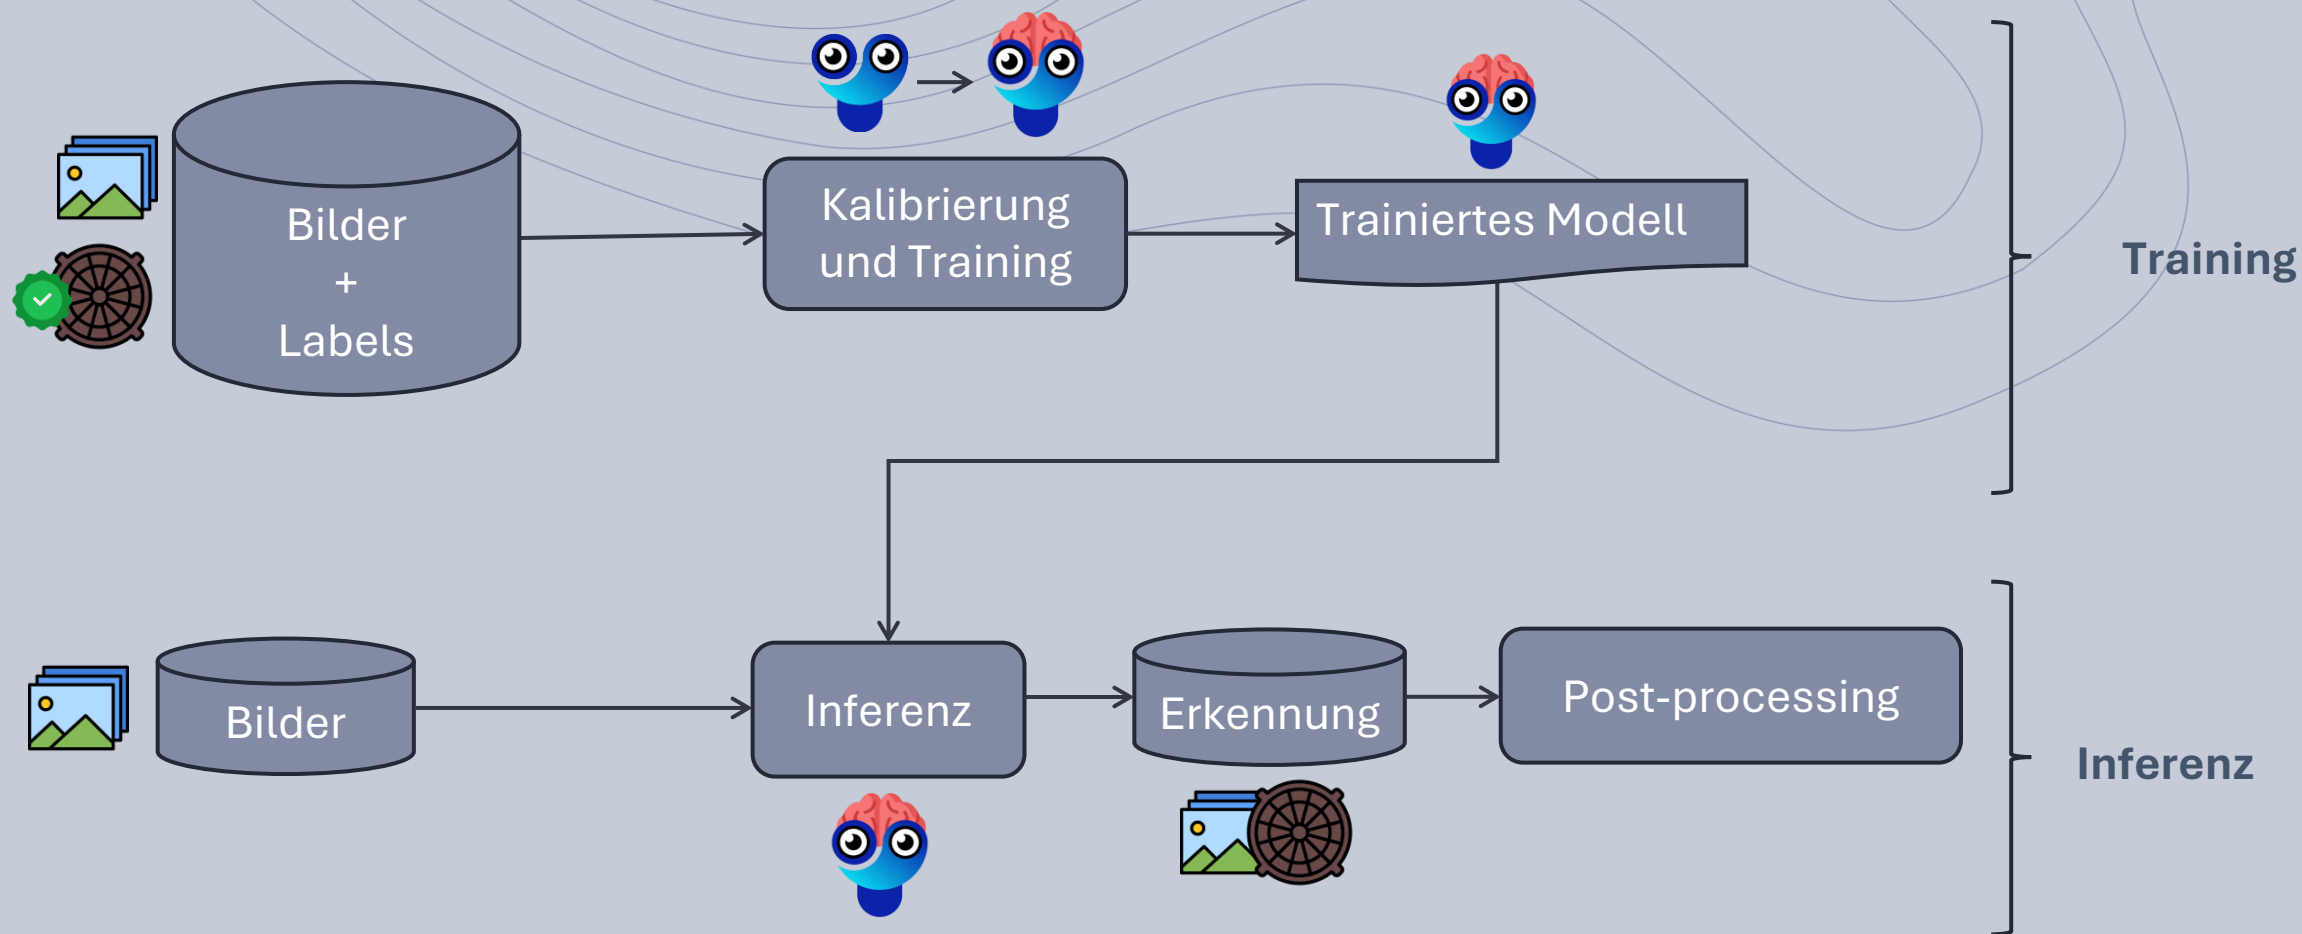 Bilder
+
Labels
Kalibrierung
und Training
Trainiertes Modell
Training
Bilder
Inferenz
Erkennung
Post-processing
Inferenz